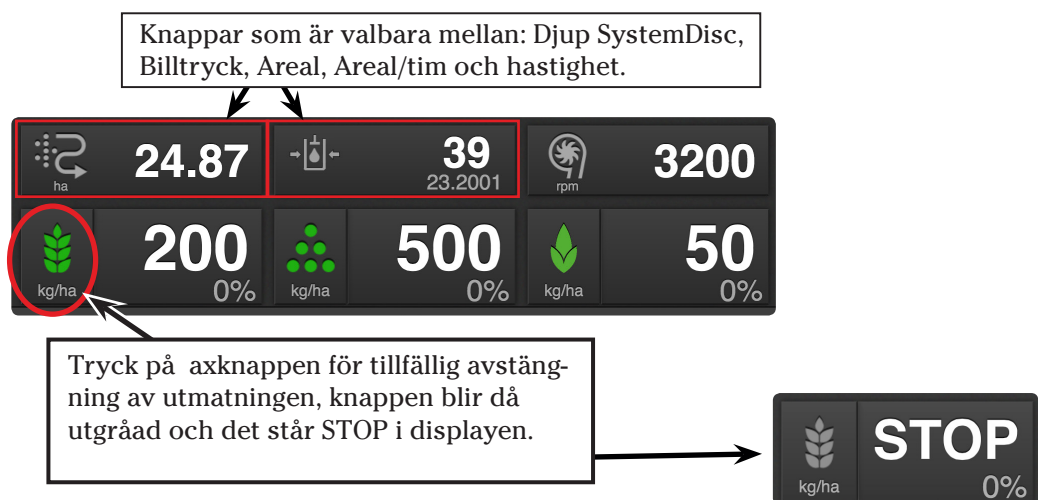 Knappar som är valbara mellan: Djup SystemDisc,
Billtryck, Areal, Areal/tim och hastighet.
ha 24.87 39 23.2001 rpm 3200
kg/ha 200 0% kg/ha 500 0% kg/ha 50 0%
Tryck på axknappen för tillfällig avstäng-
ning av utmatningen, knappen blir då
utgråad och det står STOP i displayen.
kg/ha STOP 0%